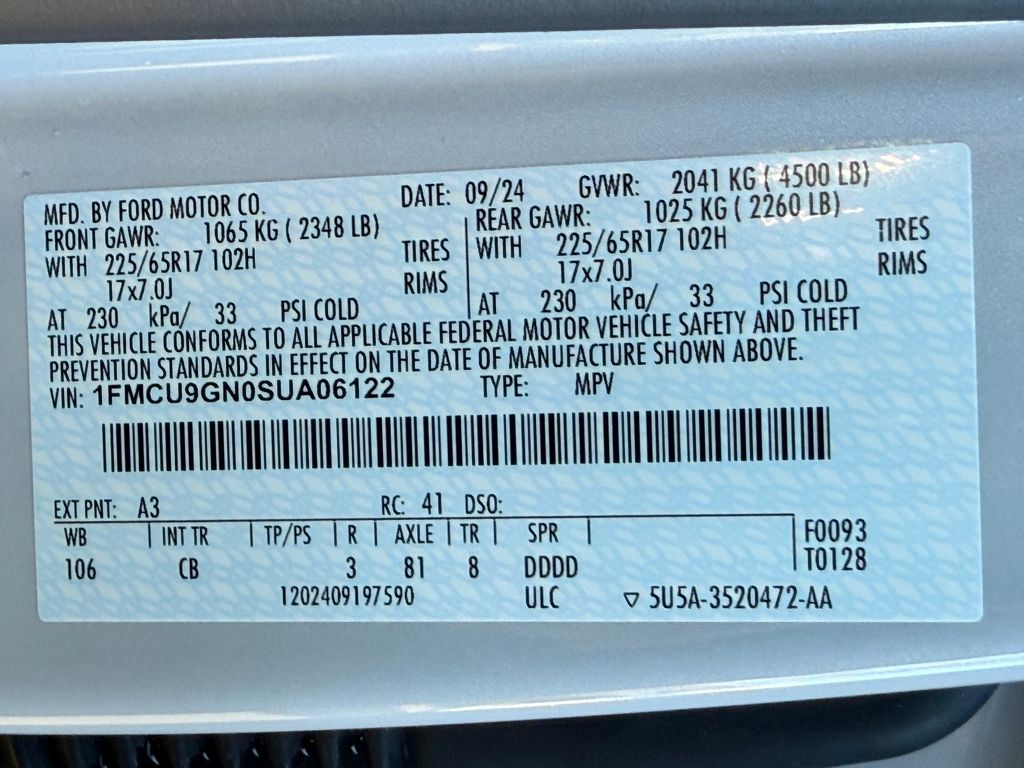 MFD. BY FORD MOTOR CO. DATE: 09/24 GVWR: 2041 KG ( 4500 LB)
FRONT GAWR: 1065 KG ( 2348 LB) REAR GAWR: 1025 KG ( 2260 LB)
WITH 225/65R17 102H TIRES WITH 225/65R17 102H TIRES
17x7.0J RIMS 17x7.0J RIMS
AT 230 kPa/ 33 PSI COLD AT 230 kPa/ 33 PSI COLD
THIS VEHICLE CONFORMS TO ALL APPLICABLE FEDERAL MOTOR VEHICLE SAFETY AND THEFT
PREVENTION STANDARDS IN EFFECT ON THE DATE OF MANUFACTURE SHOWN ABOVE.
VIN: 1FMCU9GN0SUA06122 TYPE: MPV
EXT PNT: A3 RC: 41 DSO:
WB INT TR TP/PS R AXLE TR SPR F0093
106 CB 3 81 8 DDDD T0128
1202409197590 ULC ▽ 5U5A-3520472-AA